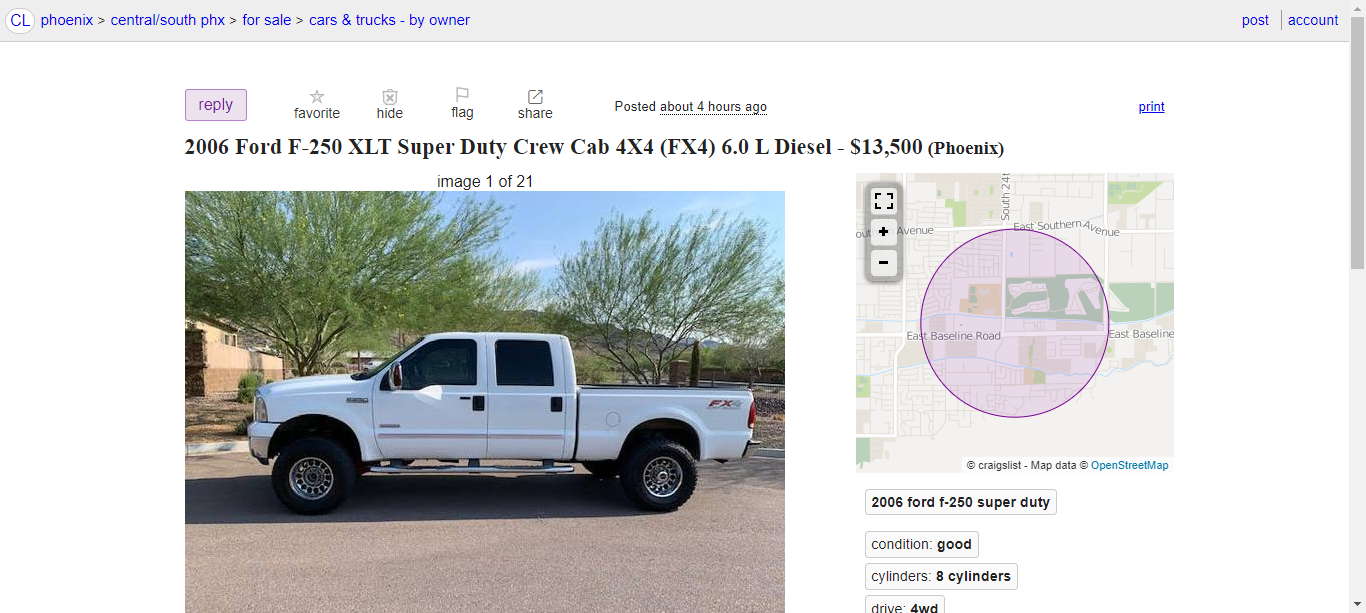 CL phoenix > central/south phx > for sale > cars & trucks - by owner
post account
reply
favorite
hide
flag
share
Posted about 4 hours ago
print
2006 Ford F-250 XLT Super Duty Crew Cab 4X4 (FX4) 6.0 L Diesel - $13,500 (Phoenix)
image 1 of 21
FX4
South 24t
Avenue
East Southern Avenue
+
-
East Baseline Road
East Baseline
© craigslist - Map data © OpenStreetMap
2006 ford f-250 super duty
condition: good
cylinders: 8 cylinders
drive: 4wd